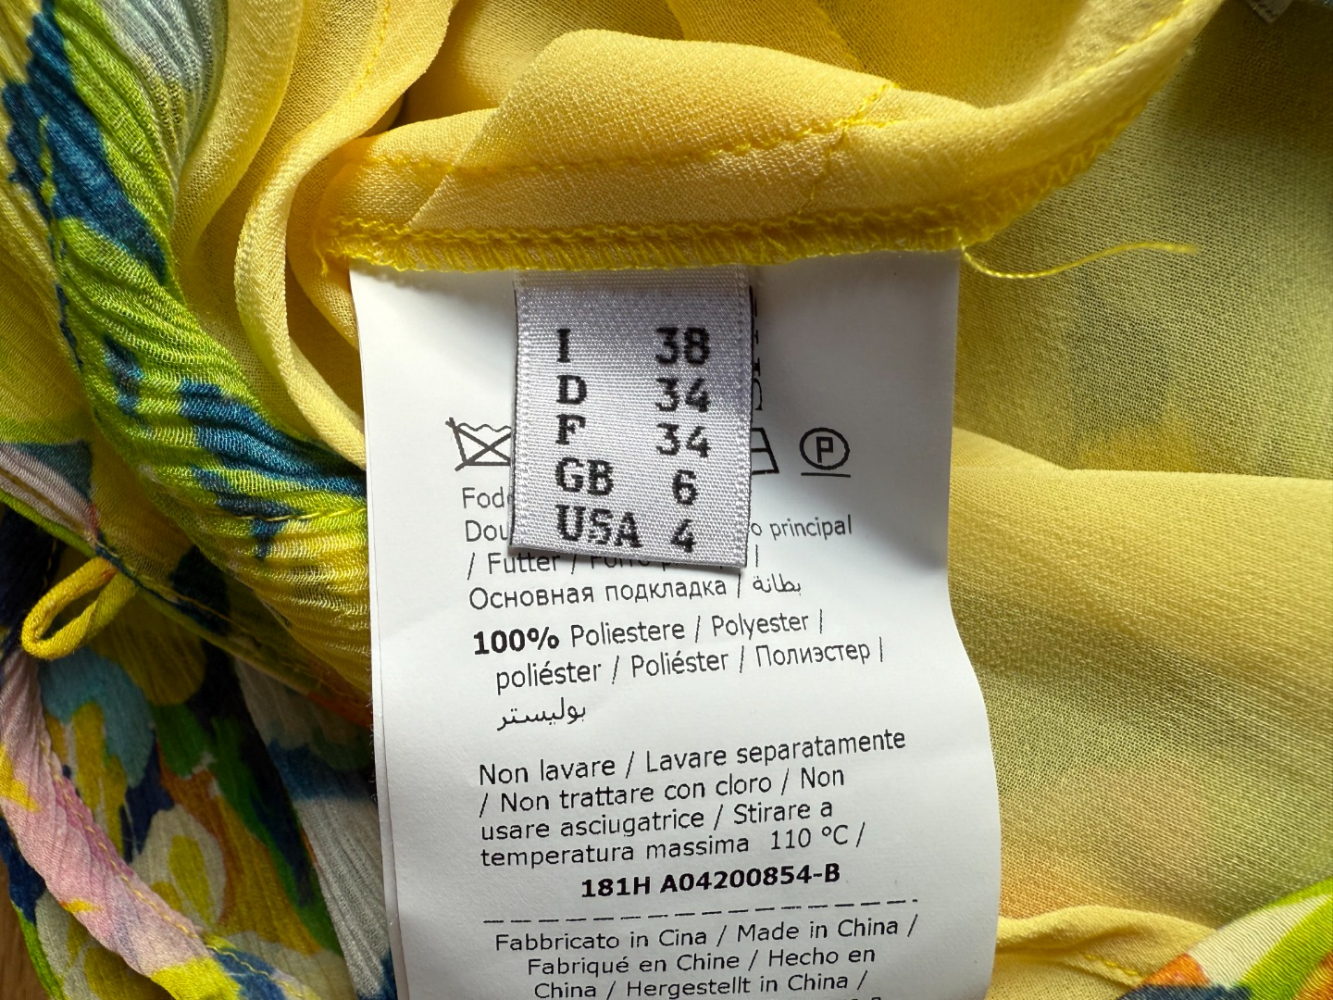 I 38
D 34
F 34
GB 6
USA 4
P
principal
/ Futter /
Основная подкладка / بطانة
100% Poliestere / Polyester /
poliéster / Poliéster / Полиэстер /
بوليستر
Non lavare / Lavare separatamente
/ Non trattare con cloro / Non
usare asciugatrice / Stirare a
temperatura massima 110 °C /
181H A04200854-B
Fabbricato in Cina / Made in China /
Fabriqué en Chine / Hecho en
China / Hergestellt in China /